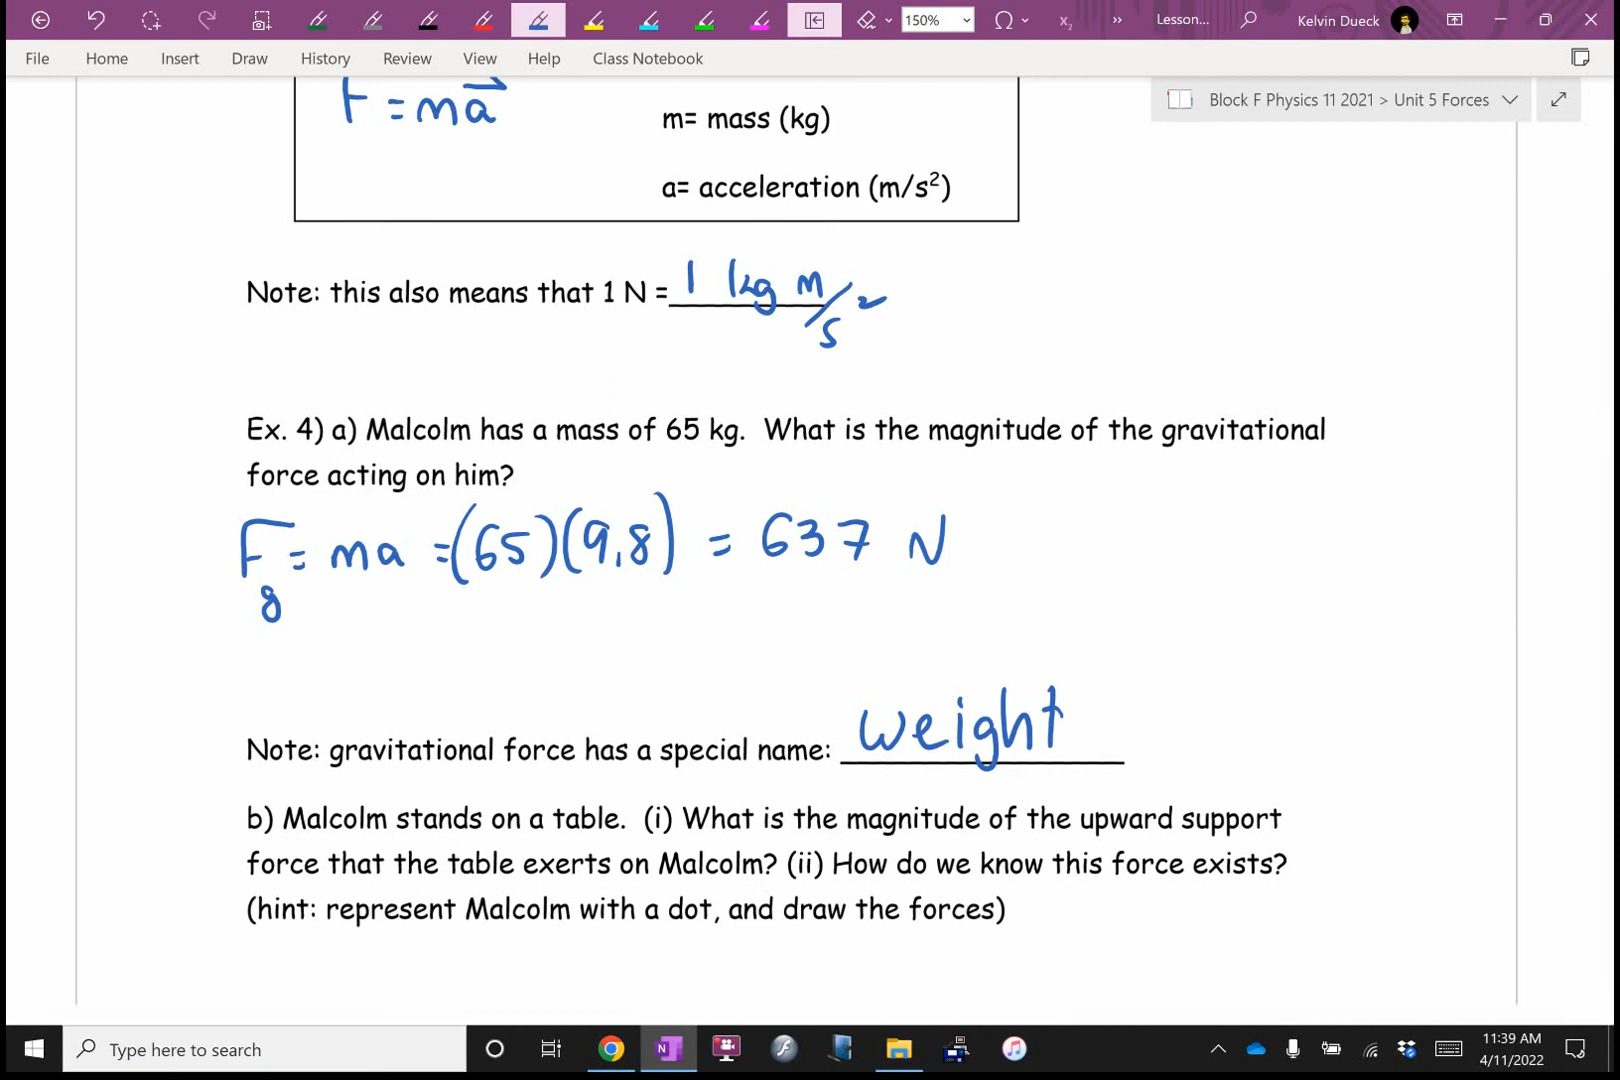 150%
Ω
x₂
»
Lesson...
Kelvin Dueck
File Home Insert Draw History Review View Help Class Notebook
Block F Physics 11 2021 > Unit 5 Forces
F = ma⃗
m= mass (kg)
a= acceleration (m/s²)
Note: this also means that 1 N = 1 kg m/s²
Ex. 4) a) Malcolm has a mass of 65 kg. What is the magnitude of the gravitational
force acting on him?
Fg = ma = (65)(9.8) = 637 N
Note: gravitational force has a special name: weight
b) Malcolm stands on a table. (i) What is the magnitude of the upward support
force that the table exerts on Malcolm? (ii) How do we know this force exists?
(hint: represent Malcolm with a dot, and draw the forces)
Type here to search
N
11:39 AM
4/11/2022